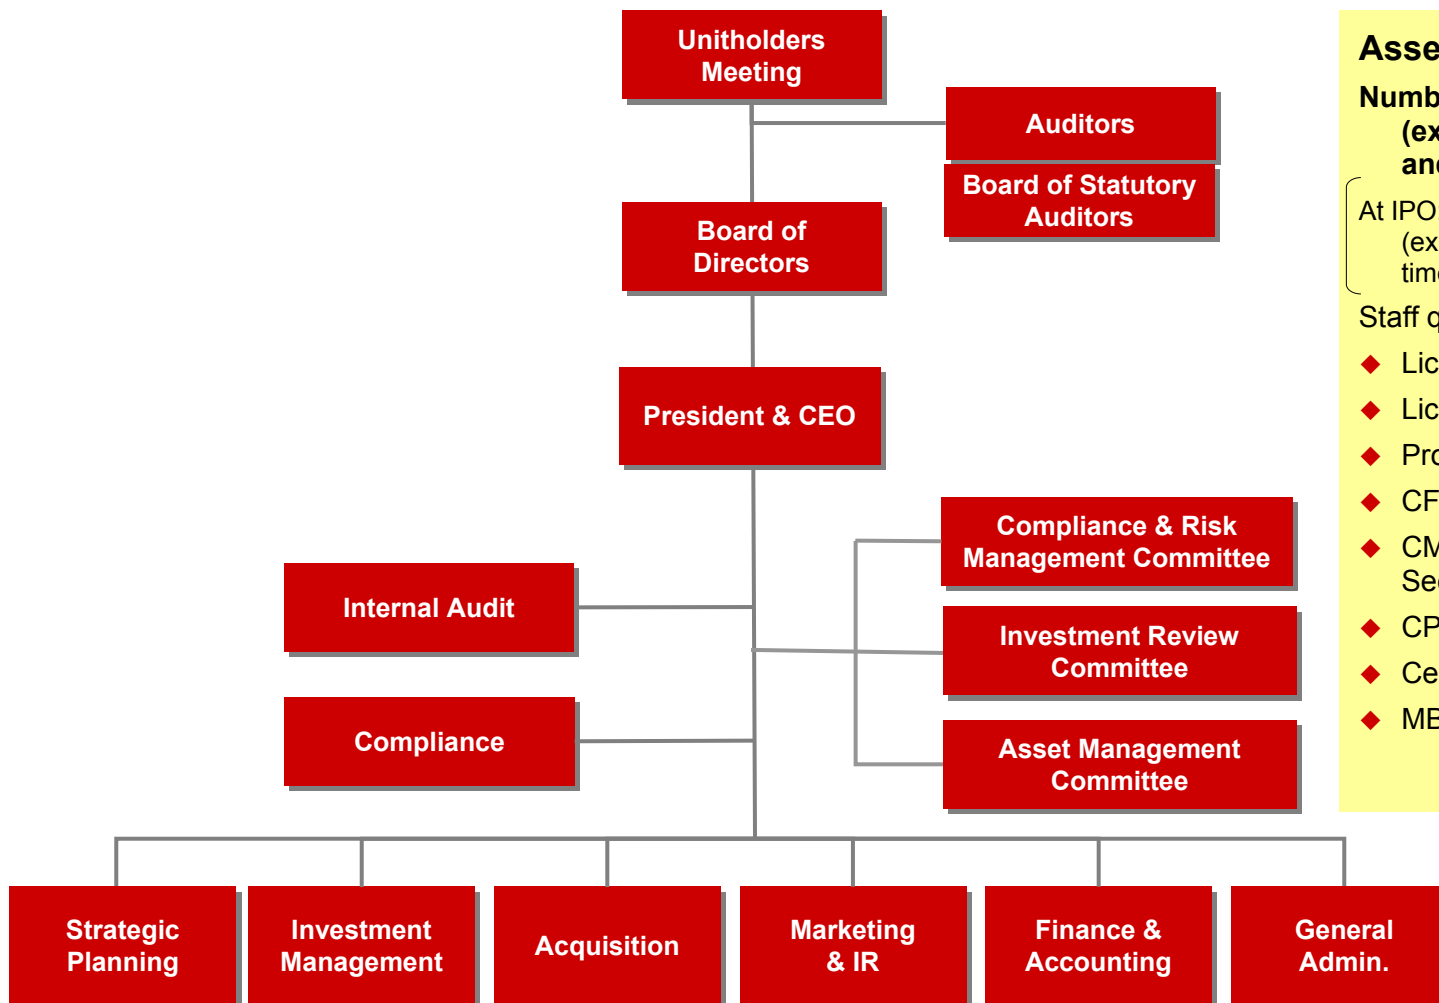 Unitholders
Meeting
Auditors
Board of Statutory
Auditors
Board of
Directors
President & CEO
Compliance & Risk
Management Committee
Internal Audit
Investment Review
Committee
Compliance
Asset Management
Committee
Strategic
Planning
Investment
Management
Acquisition
Marketing
& IR
Finance &
Accounting
General
Admin.
At IPO:
Staff